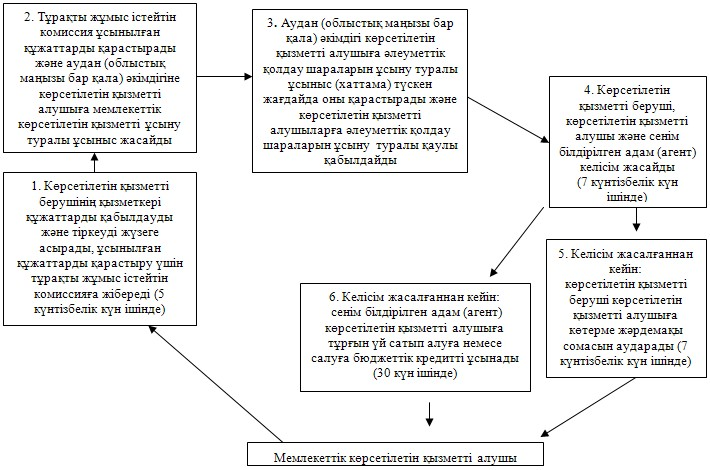 2. Тұрақты жұмыс істейтін
комиссия ұсынылған
құжаттарды қарастырады
және аудан (облыстық
маңызы бар қала) әкімдігіне
көрсетілетін қызметті
алушыға мемлекеттік
көрсетілетін қызметті ұсыну
туралы ұсыныс жасайды
3. Аудан (облыстық маңызы бар
қала) әкімдігі көрсетілетін
қызметті алушыға әлеуметтік
қолдау шараларын ұсыну туралы
ұсыныс (хаттама) түскен
жағдайда оны қарастырады және
көрсетілетін қызметті
алушыларға әлеуметтік қолдау
шараларын ұсыну туралы қаулы
қабылдайды
4. Көрсетілетін
қызметті беруші,
көрсетілетін қызметті
алушы және сенім
білдірілген адам (агент)
келісім жасайды
(7 күнтізбелік күн
ішінде)
1. Көрсетілетін қызметті
берушінің қызметкері
құжаттарды қабылдауды
және тіркеуді жүзеге
асырады, ұсынылған
құжаттарды қарастыру үшін
тұрақты жұмыс істейтін
комиссияға жібереді (5
күнтізбелік күн ішінде)
6. Келісім жасалғаннан кейін:
сенім білдірілген адам (агент)
көрсетілетін қызметті алушыға
тұрғын үй сатып алуға немесе
салуға бюджеттік кредитті ұсынады
(30 күн ішінде)
5. Келісім жасалғаннан
кейін:
көрсетілетін қызметті
беруші көрсетілетін
қызметті алушыға
көтерме жәрдемақы
сомасын аударады (7
күнтізбелік күн ішінде)
Мемлекеттік көрсетілетін қызметті алушы